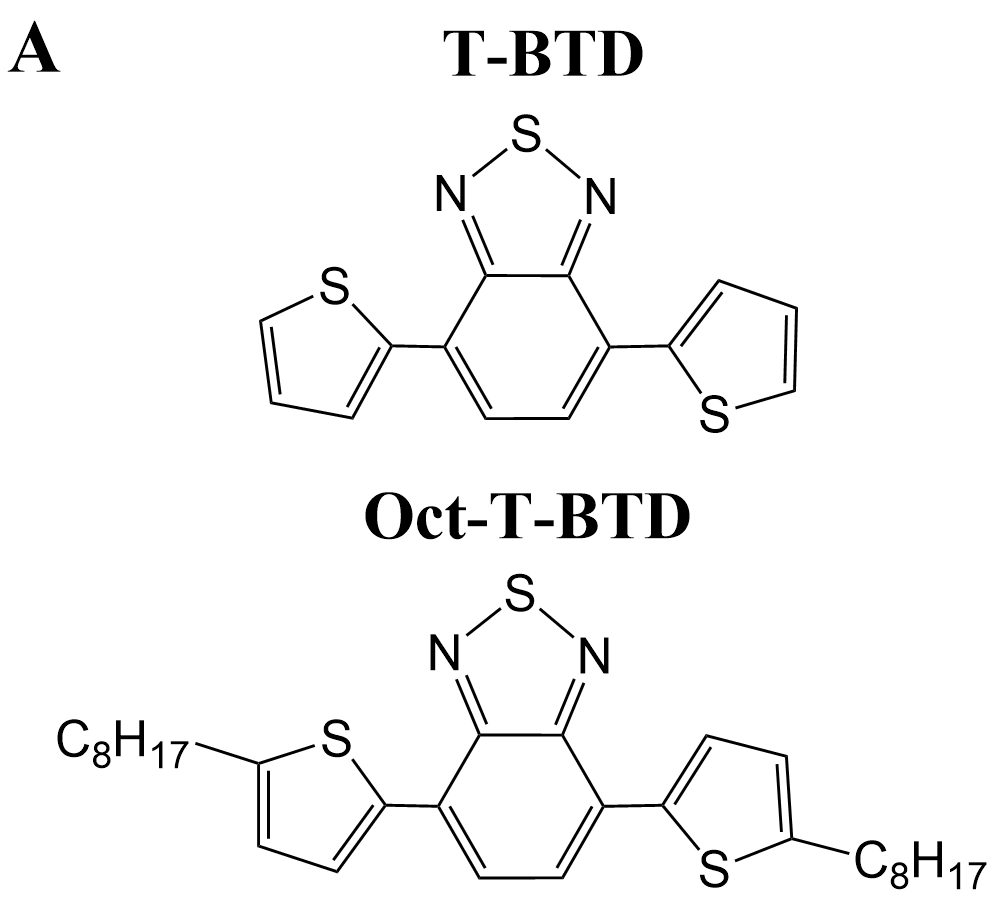 A
T-BTD
S
N N
S
S
Oct-T-BTD
S
N N
C8H17 S
S C8H17